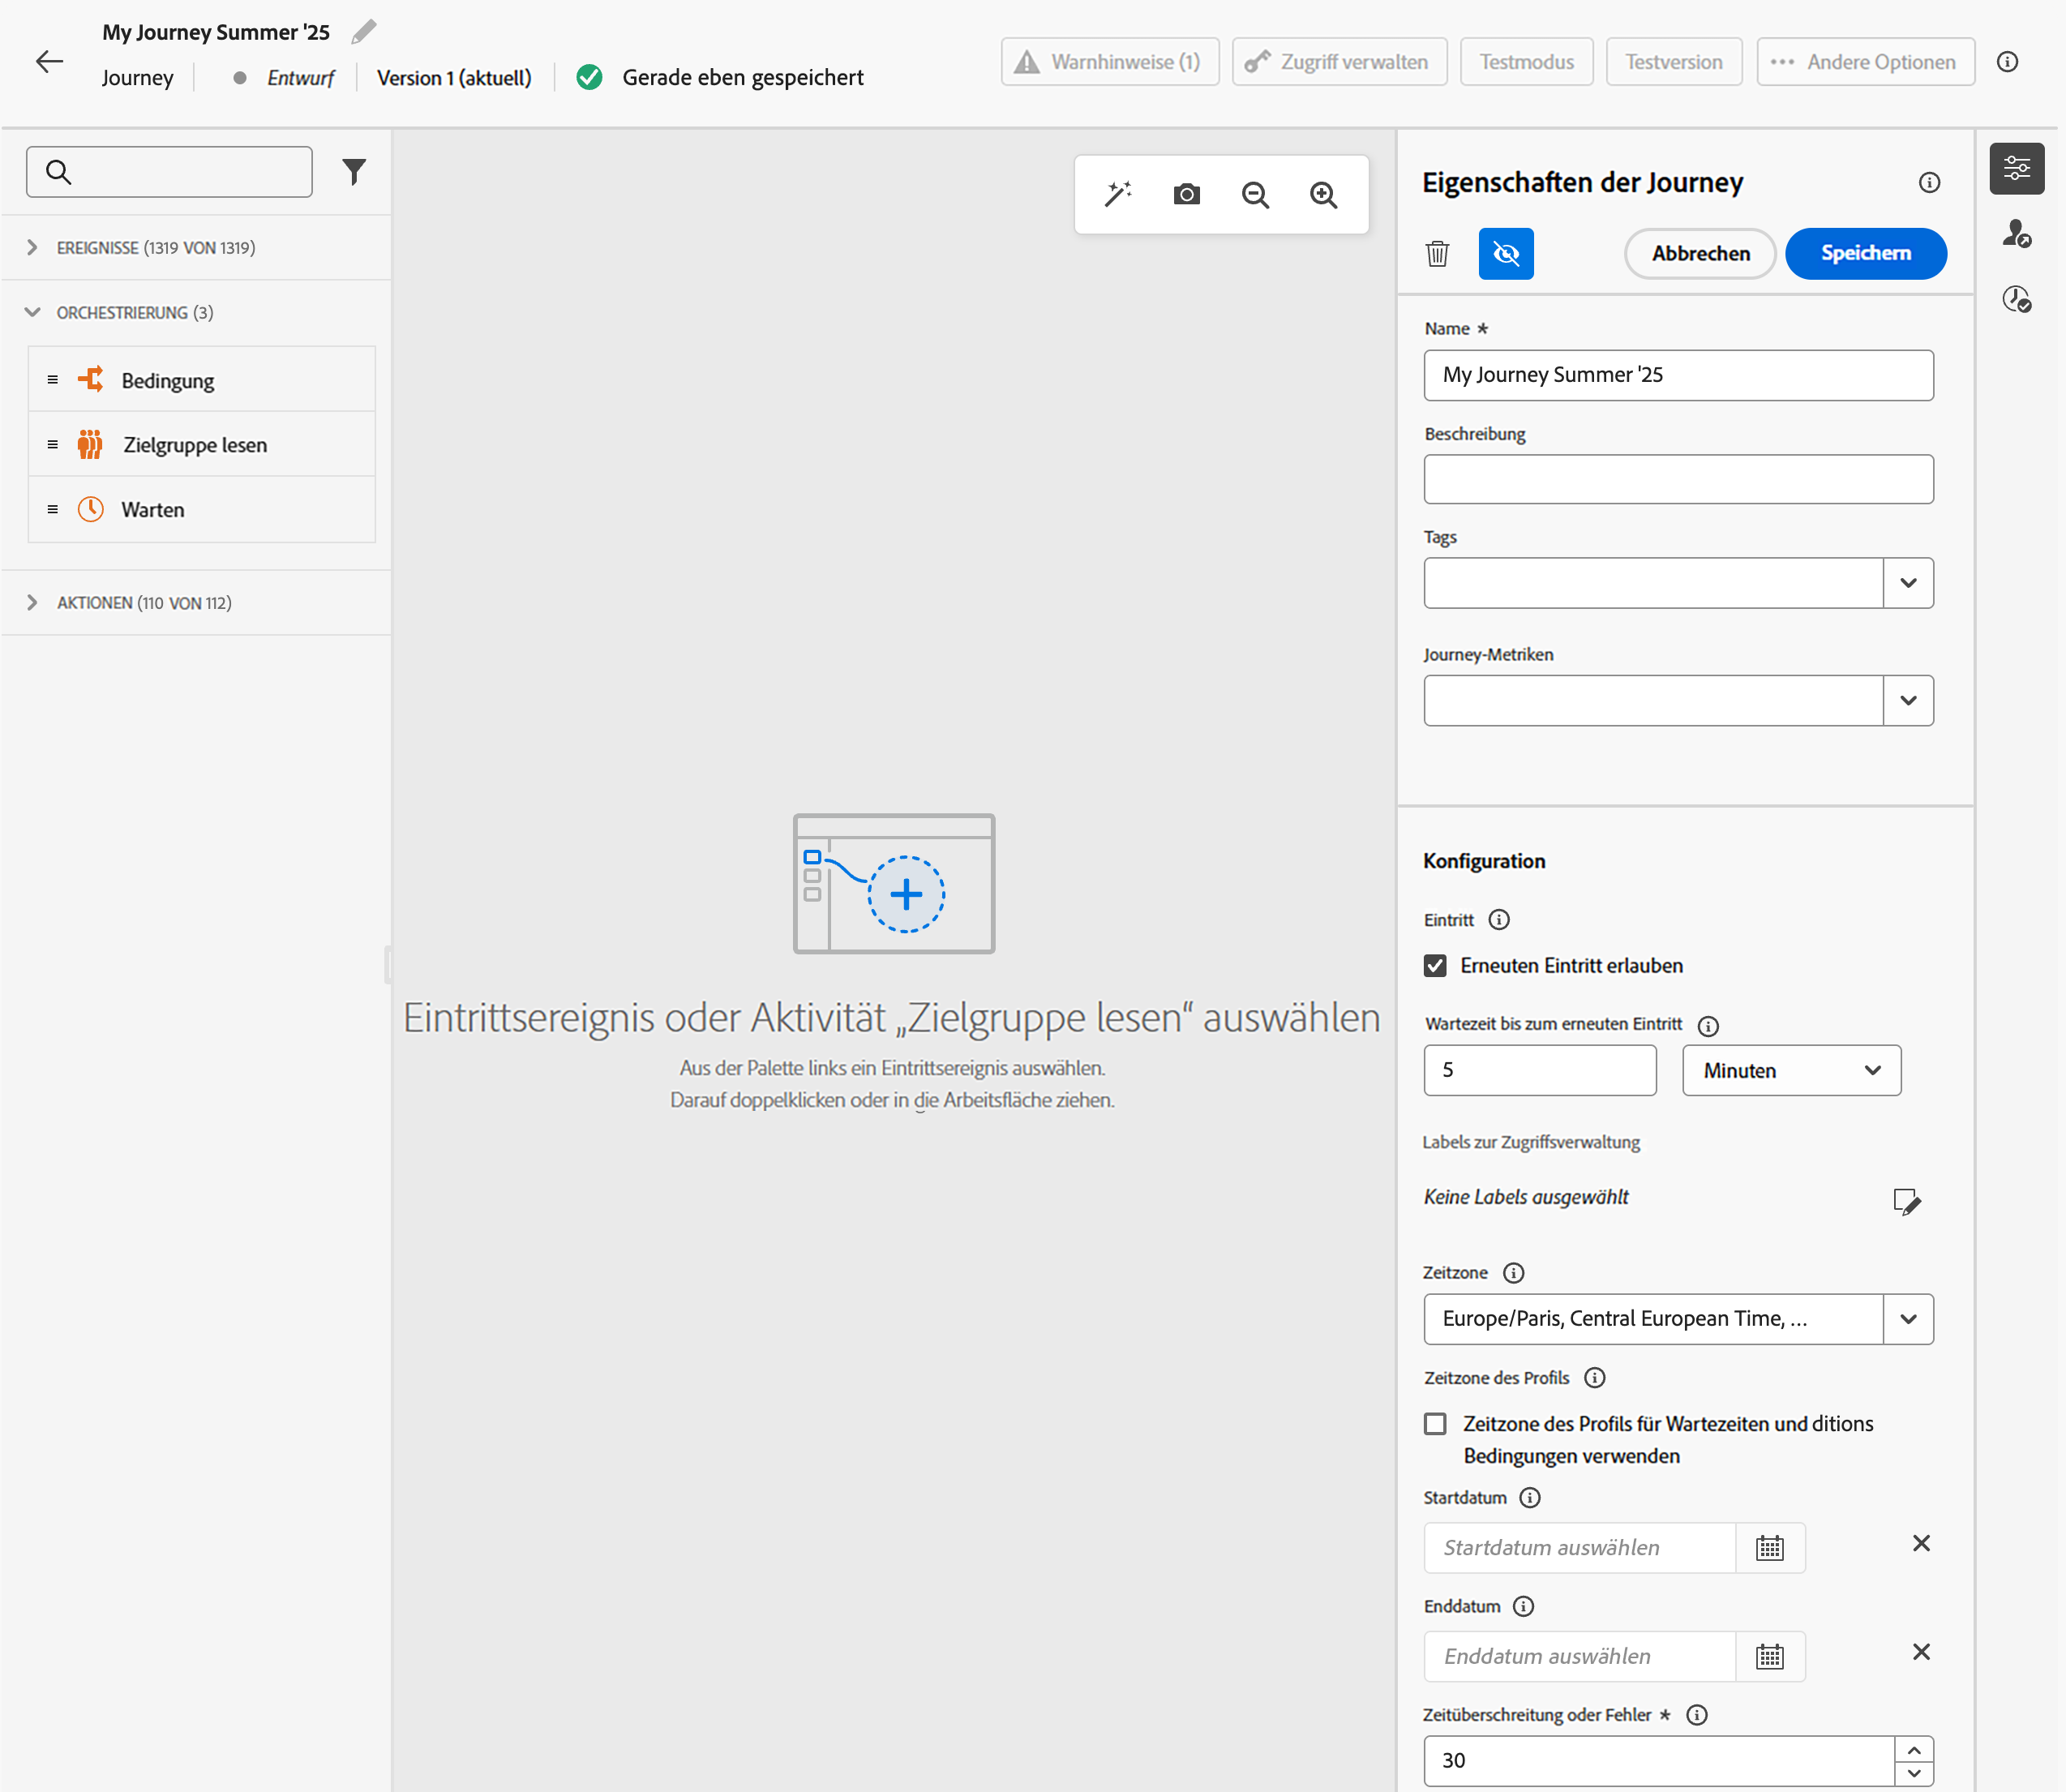 My Journey Summer '25
Journey
Entwurf
Version 1 (aktuell)
Gerade eben gespeichert
Warnhinweise (1)
Zugriff verwalten
Testmodus
Testversion
Andere Optionen
EREIGNISSE (1319 VON 1319)
ORCHESTRIERUNG (3)
Bedingung
Zielgruppe lesen
Warten
AKTIONEN (110 VON 112)
Eintrittsereignis oder Aktivität „Zielgruppe lesen“ auswählen
Aus der Palette links ein Eintrittsereignis auswählen.
Darauf doppelklicken oder in die Arbeitsfläche ziehen.
Eigenschaften der Journey
Abbrechen
Speichern
Name *
My Journey Summer '25
Beschreibung
Tags
Journey-Metriken
Konfiguration
Eintritt
Erneuten Eintritt erlauben
Wartezeit bis zum erneuten Eintritt
5
Minuten
Labels zur Zugriffsverwaltung
Keine Labels ausgewählt
Zeitzone
Europe/Paris, Central European Time, ...
Zeitzone des Profils
Zeitzone des Profils für Wartezeiten und ditions
Bedingungen verwenden
Startdatum
Startdatum auswählen
Enddatum
Enddatum auswählen
Zeitüberschreitung oder Fehler *
30